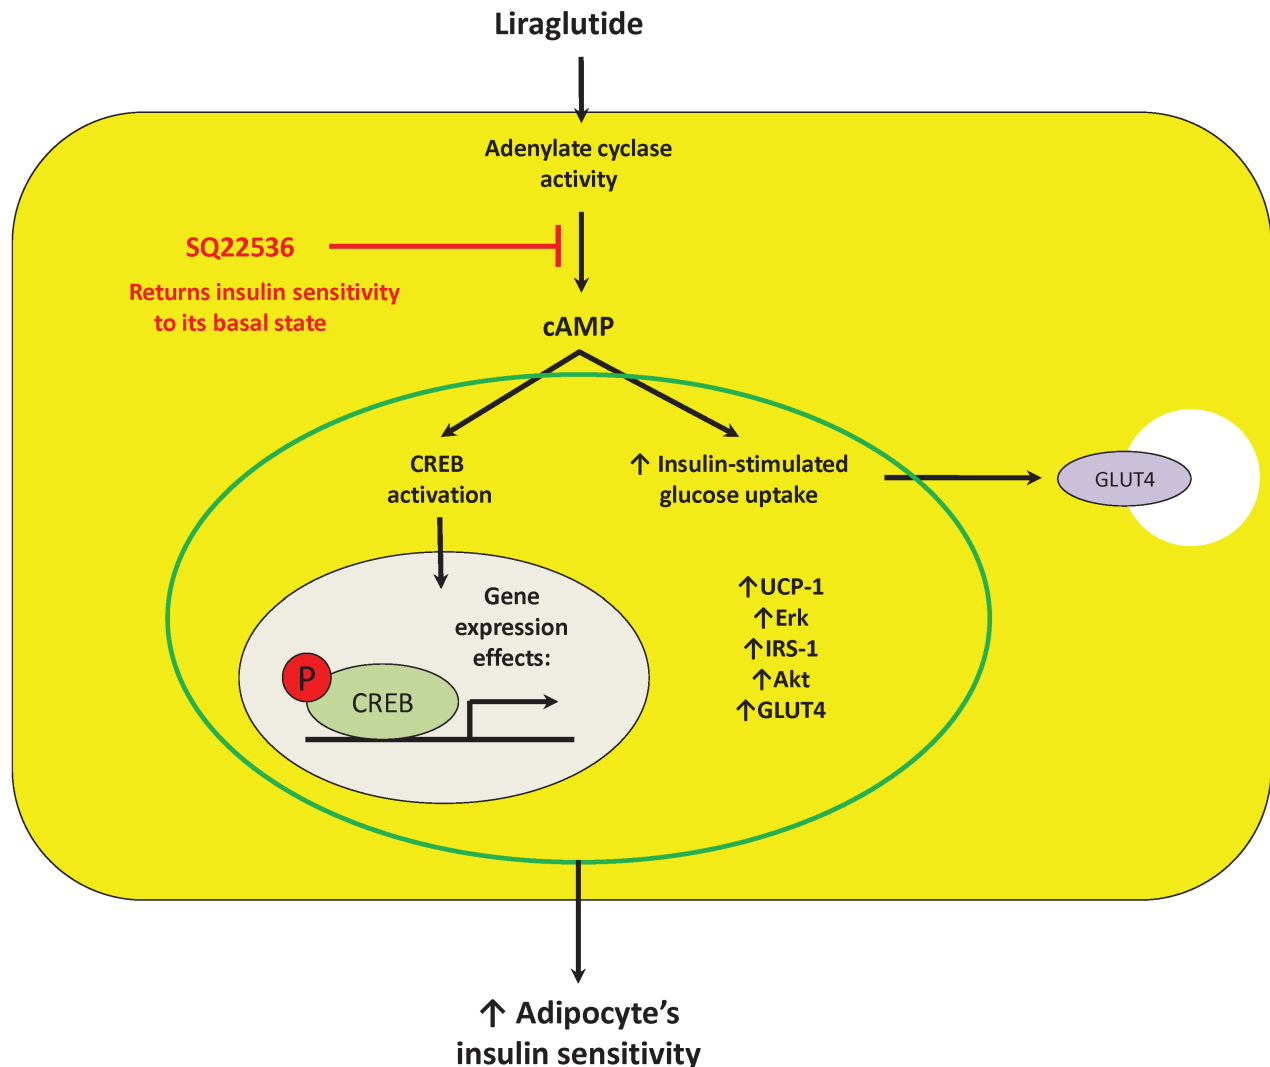 Liraglutide
Adenylate cyclase
activity
SQ22536
Returns insulin sensitivity
to its basal state
cAMP
CREB
activation
↑ Insulin-stimulated
glucose uptake
GLUT4
Gene
expression
effects:
P
CREB
↑UCP-1
↑Erk
↑IRS-1
↑Akt
↑GLUT4
↑ Adipocyte’s
insulin sensitivity